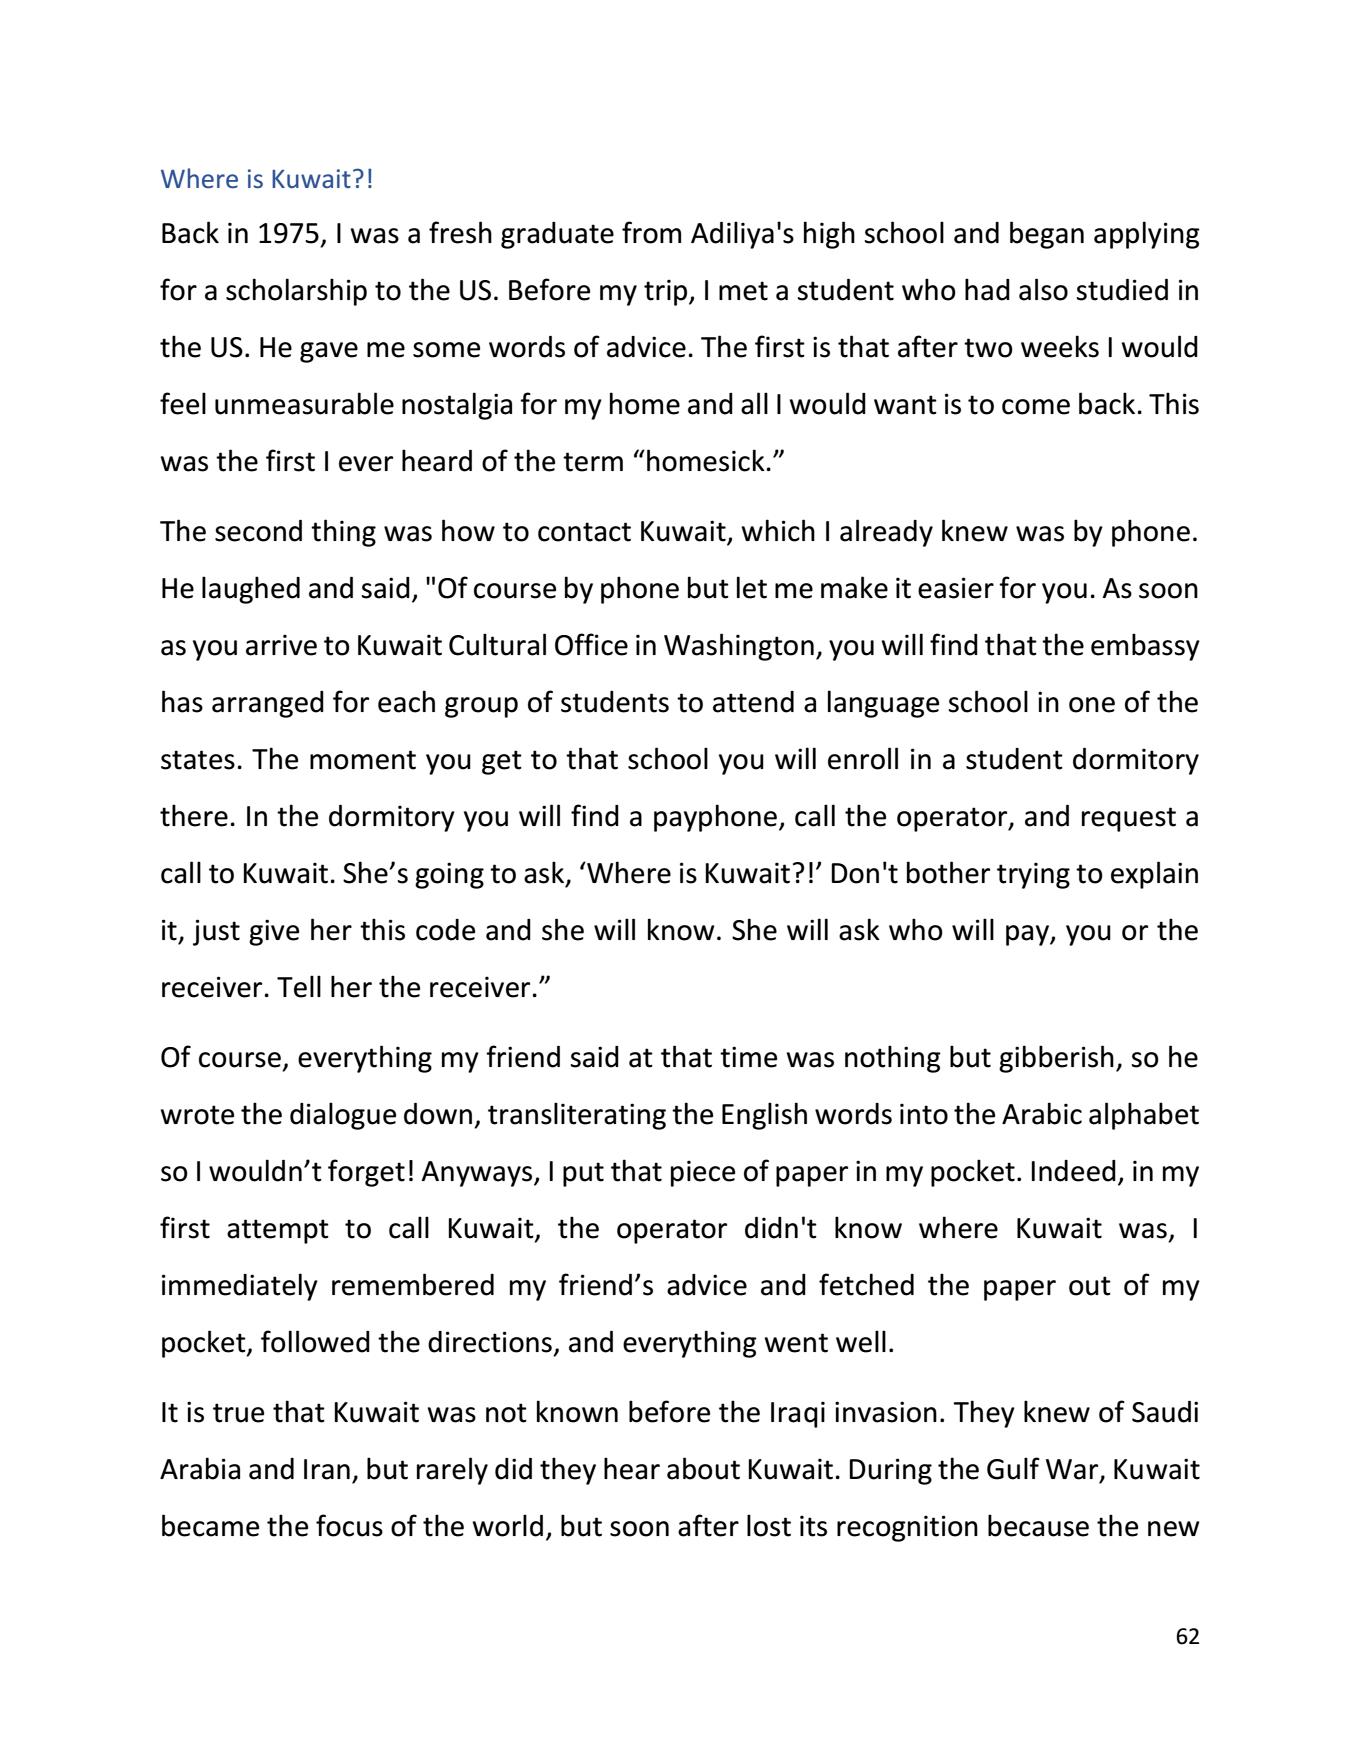 Where is Kuwait?!
Back in 1975, I was a fresh graduate from Adiliya's high school and began applying
for a scholarship to the US. Before my trip, I met a student who had also studied in
the US. He gave me some words of advice. The first is that after two weeks I would
feel unmeasurable nostalgia for my home and all I would want is to come back. This
was the first I ever heard of the term “homesick.”
The second thing was how to contact Kuwait, which I already knew was by phone.
He laughed and said, "Of course by phone but let me make it easier for you. As soon
as you arrive to Kuwait Cultural Office in Washington, you will find that the embassy
has arranged for each group of students to attend a language school in one of the
states. The moment you get to that school you will enroll in a student dormitory
there. In the dormitory you will find a payphone, call the operator, and request a
call to Kuwait. She’s going to ask, ‘Where is Kuwait?!’ Don't bother trying to explain
it, just give her this code and she will know. She will ask who will pay, you or the
receiver. Tell her the receiver.”
Of course, everything my friend said at that time was nothing but gibberish, so he
wrote the dialogue down, transliterating the English words into the Arabic alphabet
so I wouldn’t forget! Anyways, I put that piece of paper in my pocket. Indeed, in my
first attempt to call Kuwait, the operator didn't know where Kuwait was, I
immediately remembered my friend’s advice and fetched the paper out of my
pocket, followed the directions, and everything went well.
It is true that Kuwait was not known before the Iraqi invasion. They knew of Saudi
Arabia and Iran, but rarely did they hear about Kuwait. During the Gulf War, Kuwait
became the focus of the world, but soon after lost its recognition because the new
62